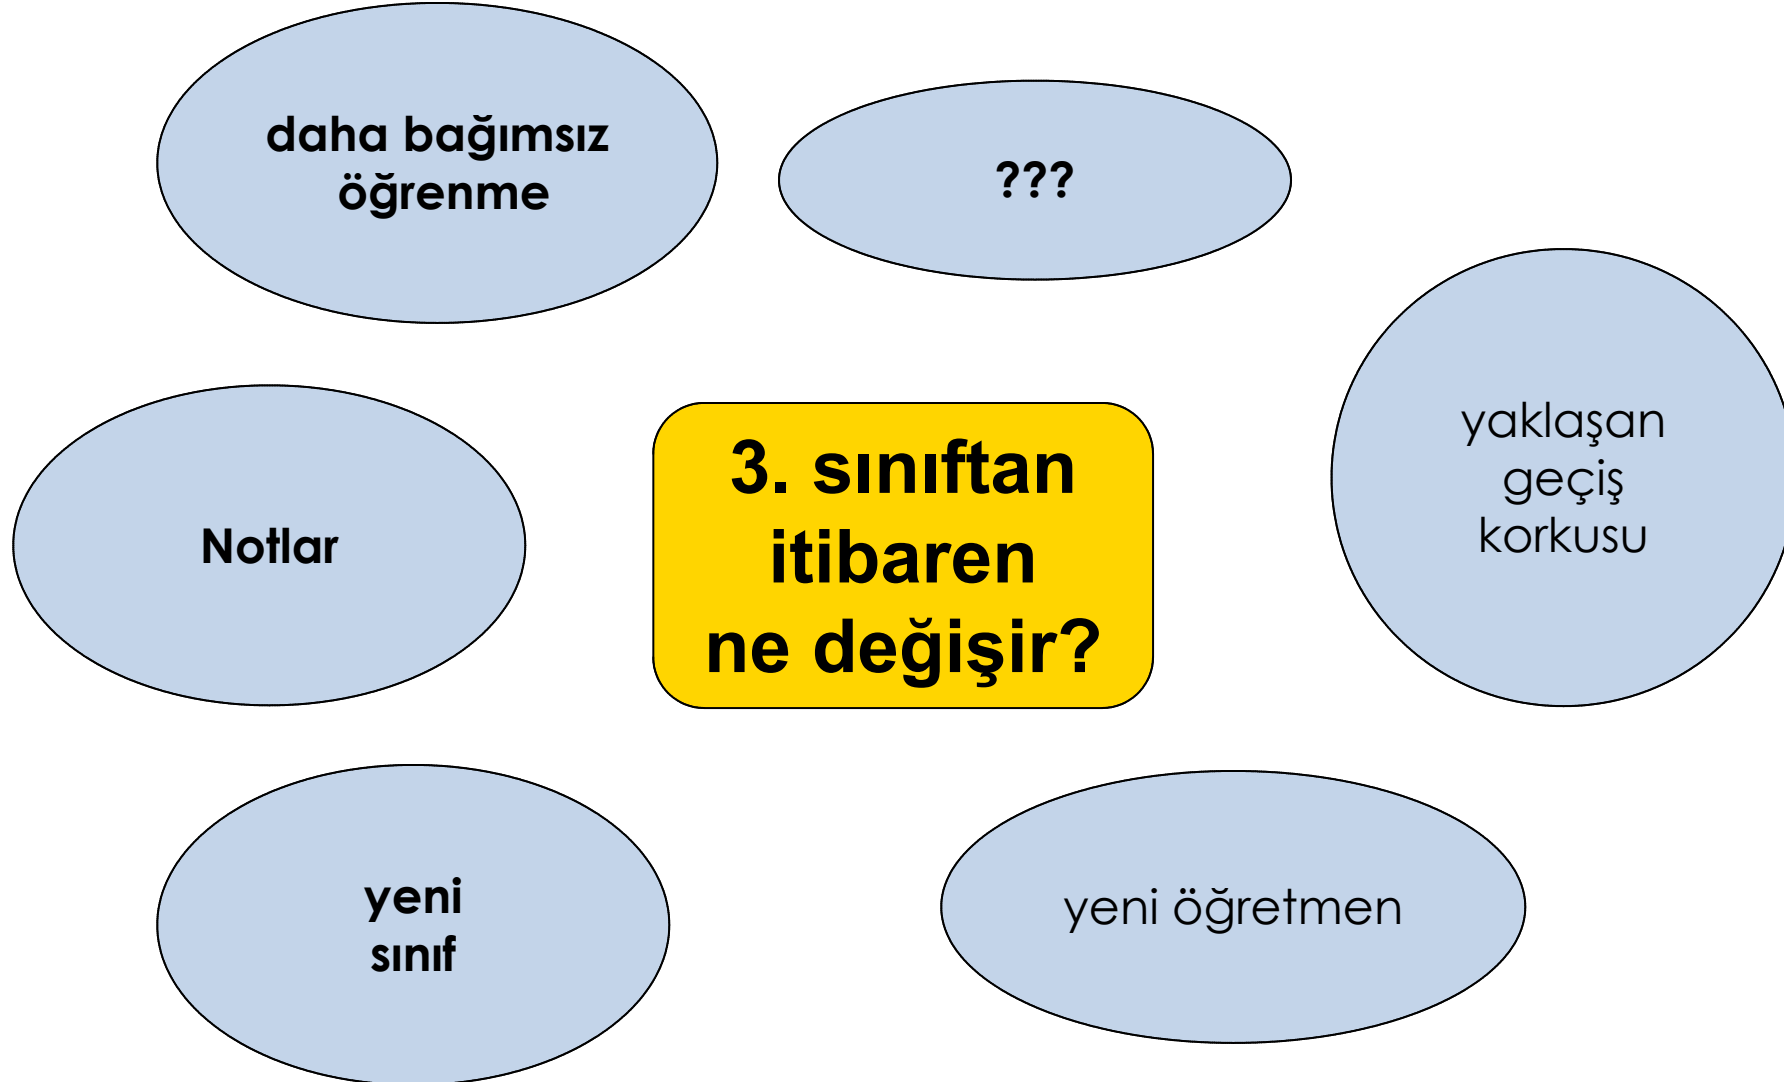 daha bağımsız
öğrenme
???
yaklaşan
geçiş
korkusu
Notlar
3. sınıftan
itibaren
ne değişir?
yeni
sınıf
yeni öğretmen